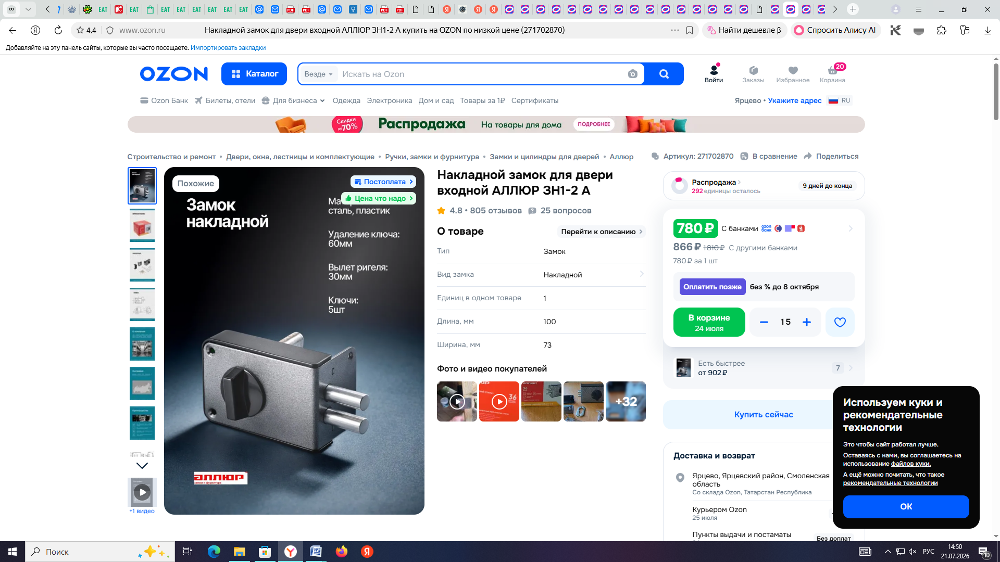 EAT
EAT
EAT
EAT
EAT
EAT
EAT
EAT
4,4
www.ozon.ru
Накладной замок для двери входной АЛЛЮР ЗН1-2 А купить на OZON по низкой цене (271702870)
Найти дешевле β
Спросить Алису AI
Добавляйте на эту панель сайты, которые вы часто посещаете. Импортировать закладки
OZON
Каталог
Везде
Искать на Ozon
Войти
Заказы
Избранное
20
Корзина
Ozon Банк
Билеты, отели
Для бизнеса
Одежда
Электроника
Дом и сад
Товары за 1₽
Сертификаты
Ярцево • Укажите адрес
RU
Скидки до 70%
Распродажа
На товары для дома
ПОДРОБНЕЕ
Строительство и ремонт • Двери, окна, лестницы и комплектующие • Ручки, замки и фурнитура • Замки и цилиндры для дверей • Аллюр
Артикул: 271702870
В сравнение
Поделиться
Похожие
Постоплата
Цена что надо
Замок
накладной
сталь, пластик
Удаление ключа:
60мм
Вылет ригеля:
30мм
Ключи:
5шт
аллюр
замки и фурнитура
+1 видео
Накладной замок для двери
входной АЛЛЮР ЗН1-2 А
4.8 • 805 отзывов
25 вопросов
О товаре
Перейти к описанию
Тип
Замок
Вид замка
Накладной
Единиц в одном товаре
1
Длина, мм
100
Ширина, мм
73
Фото и видео покупателей
36
36
+32
Распродажа
292 единицы осталось
9 дней до конца
780 ₽
С банками
ozon банк
866 ₽ 1 810 ₽ С другими банками
780 ₽ за 1 шт
Оплатить позже
без % до 8 октября
В корзине
24 июля
15
Есть быстрее
от 902 ₽
7
Купить сейчас
Доставка и возврат
Ярцево, Ярцевский район, Смоленская
область
Со склада Ozon, Татарстан Республика
Курьером Ozon
25 июля
Пункты выдачи и постаматы
Без доплат
Используем куки и
рекомендательные
технологии
Это чтобы сайт работал лучше.
Оставаясь с нами, вы соглашаетесь на
использование файлов куки.
А ещё можно почитать, что такое
рекомендательные технологии
ОК
Поиск
РУС
14:50
21.07.2026
10